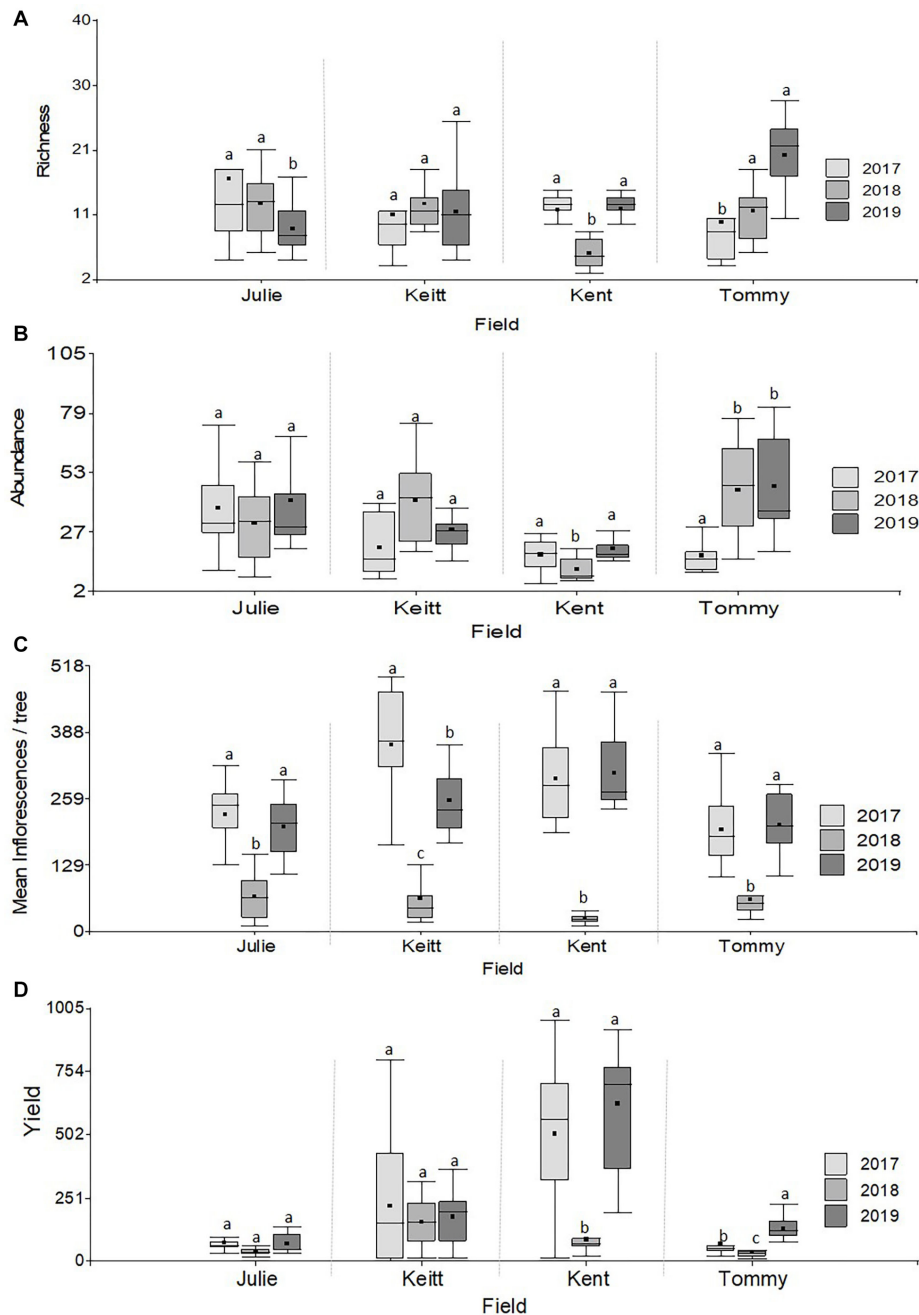 A
40
30
21
11
2
Richness
a
a
b
a
a
a
a
b
a
b
a
a
2017
2018
2019
Julie
Keitt
Kent
Tommy
Field
B
105
79
53
27
2
Abundance
a
a
a
a
a
a
a
b
a
a
b
b
2017
2018
2019
Julie
Keitt
Kent
Tommy
Field
C
518
388
259
129
0
Mean Inflorescences / tree
a
b
a
a
c
b
a
b
a
a
b
a
2017
2018
2019
Julie
Keitt
Kent
Tommy
Field
D
1005
754
502
251
0
Yield
a
a
a
a
a
a
a
b
a
b
c
a
2017
2018
2019
Julie
Keitt
Kent
Tommy
Field